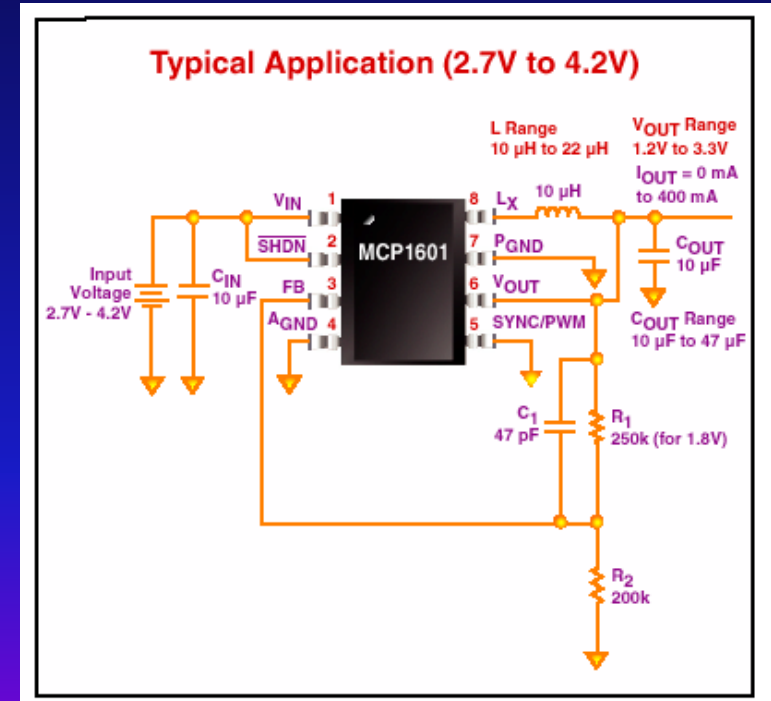 Typical Application (2.7V to 4.2V)
L Range
10 µH to 22 µH
VOUT Range
1.2V to 3.3V
IOUT = 0 mA
to 400 mA
VIN
1
8
LX
10 µH
SHDN
2
MCP1601
7
PGND
COUT
10 µF
Input
Voltage
2.7V - 4.2V
CIN
10 µF
FB
3
6
VOUT
AGND
4
5
SYNC/PWM
COUT Range
10 µF to 47 µF
C1
47 pF
R1
250k (for 1.8V)
R2
200k